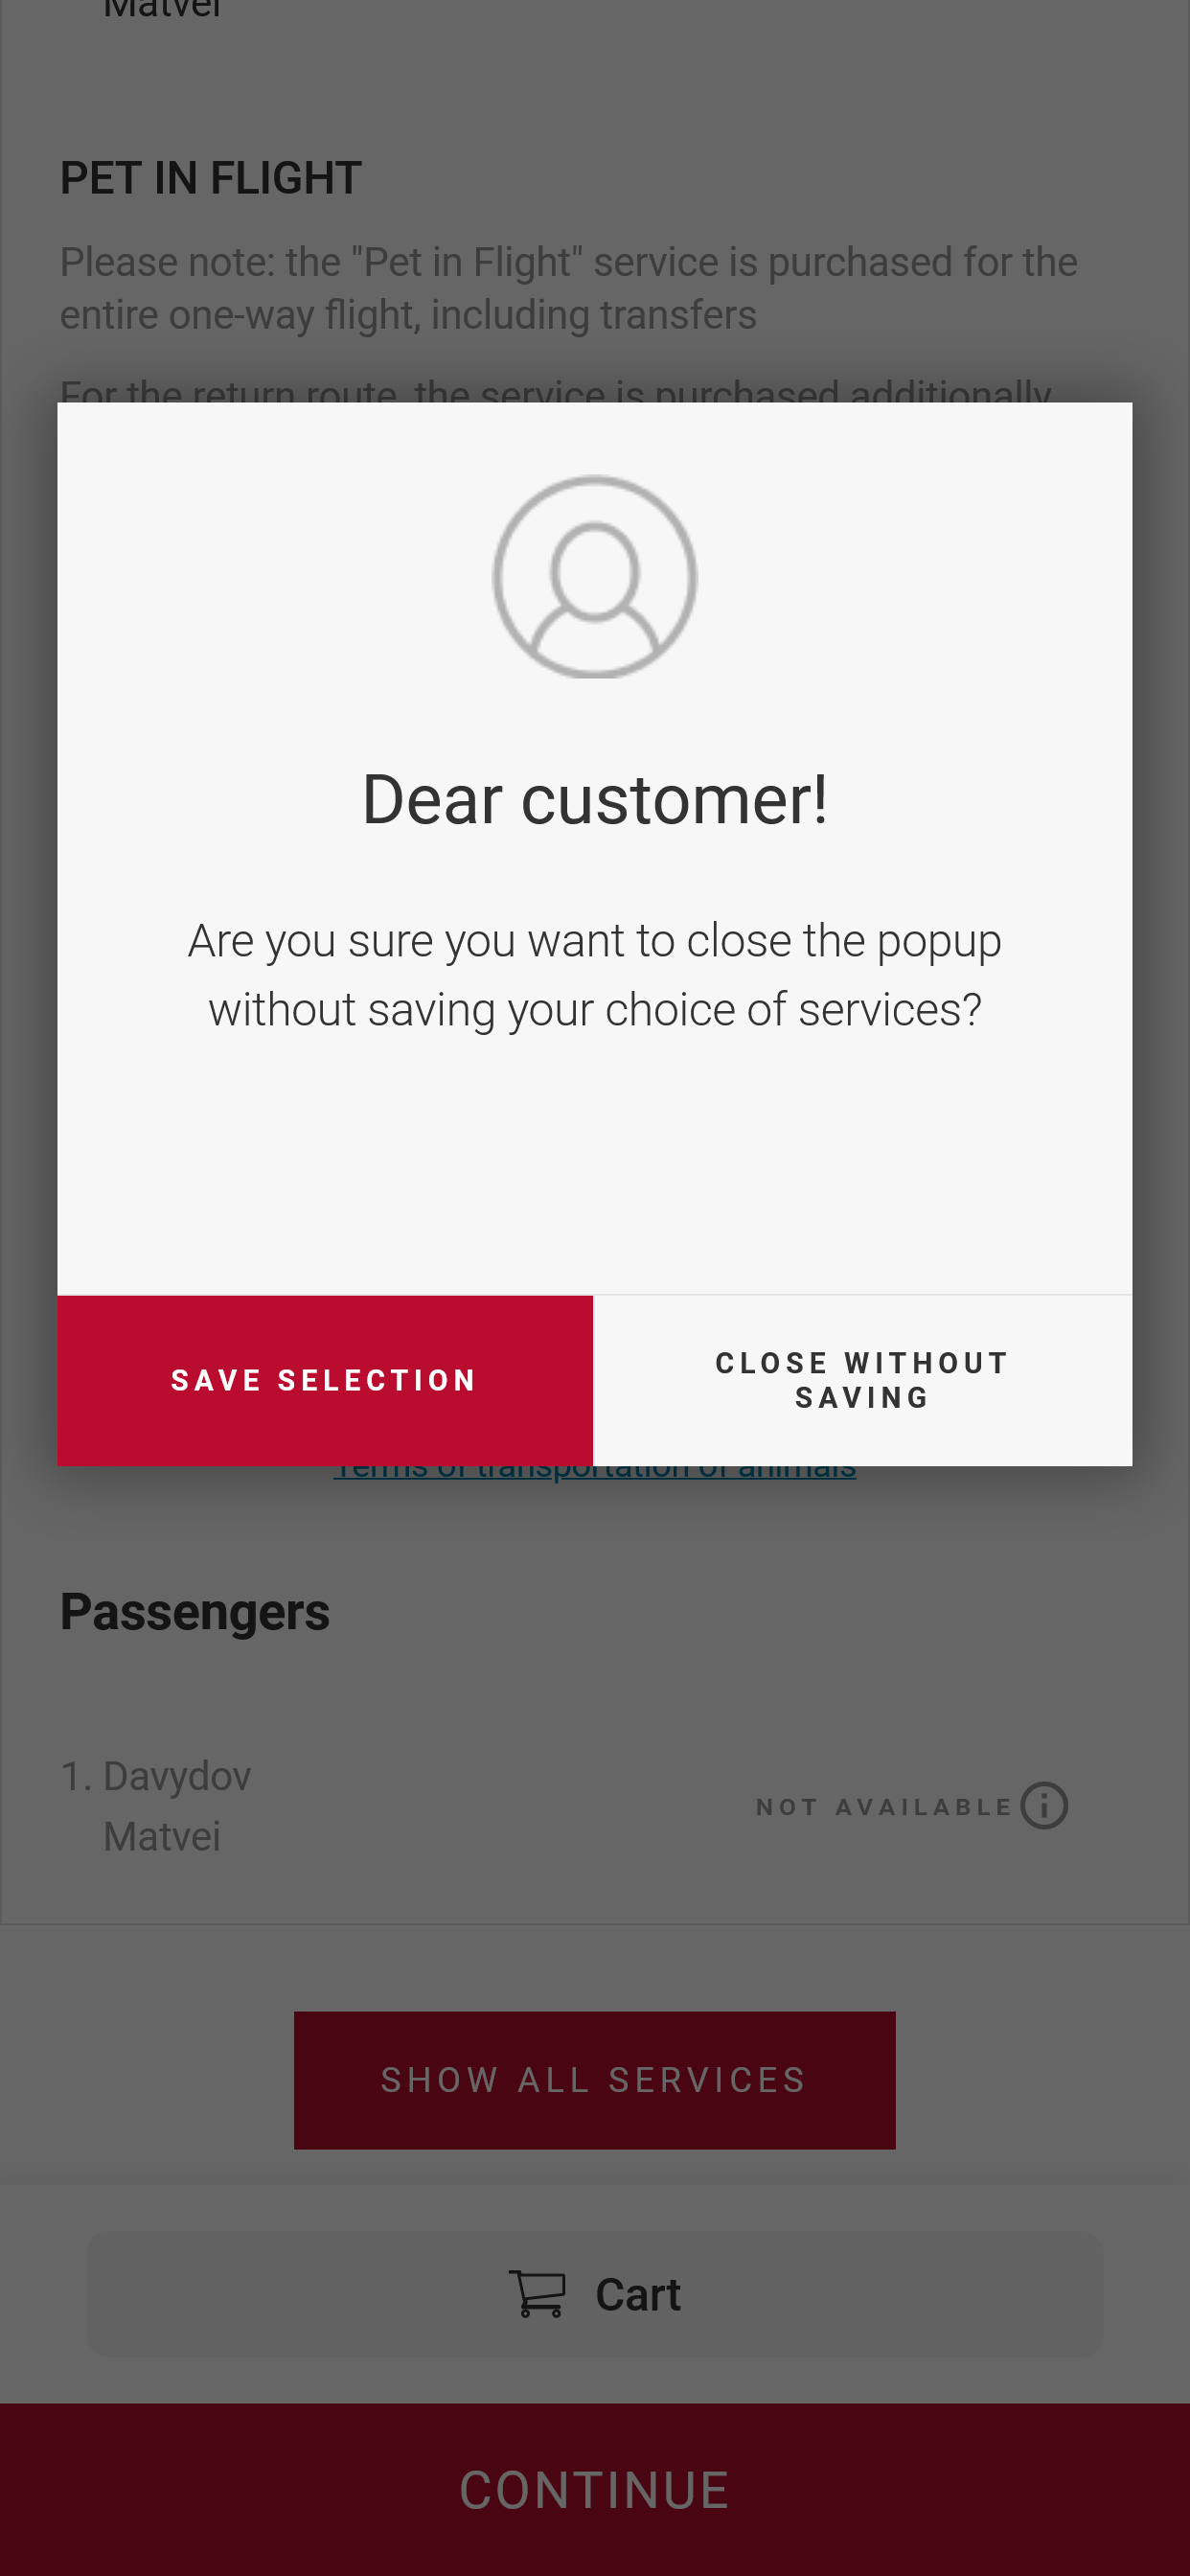 Matvei
PET IN FLIGHT
Please note: the "Pet in Flight" service is purchased for the
entire one-way flight, including transfers
For the return route, the service is purchased additionally
Dear customer!
Are you sure you want to close the popup
without saving your choice of services?
SAVE SELECTION
CLOSE WITHOUT
SAVING
Terms of transportation of animals
Passengers
1. Davydov
Matvei
NOT AVAILABLE
SHOW ALL SERVICES
Cart
CONTINUE